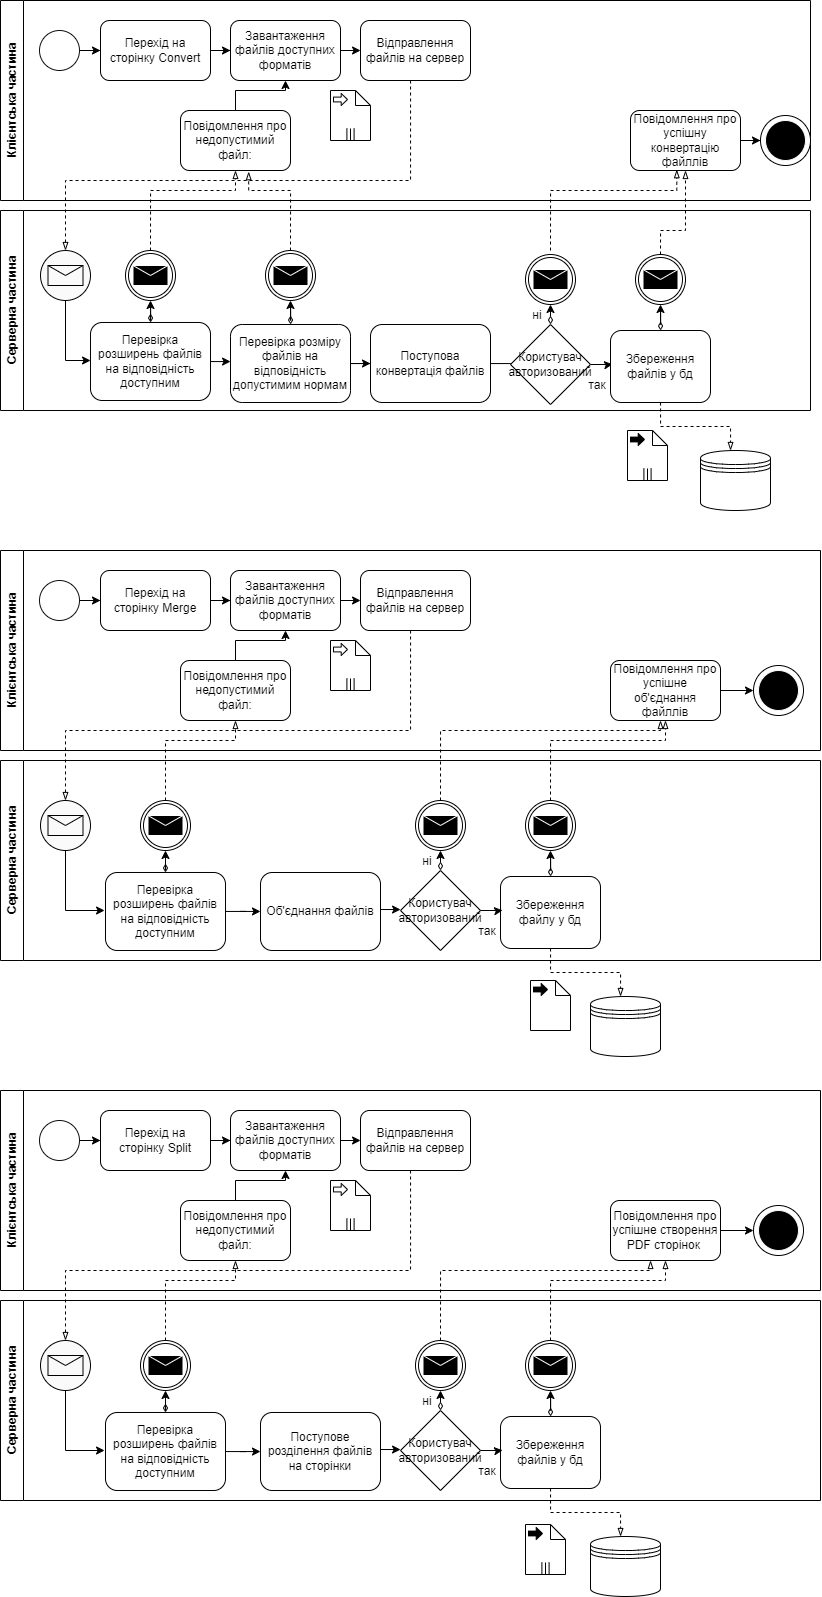 Клієнтська частина
Перехід на
сторінку Convert
Завантаження
файлів доступних
форматів
Відправлення
файлів на сервер
Повідомлення про
недопустимий
файл:
Повідомлення про
успішну
конвертацію
файллів
Серверна частина
Перевірка
розширень файлів
на відповідність
доступним
Перевірка розміру
файлів на
відповідність
допустимим нормам
Поступова
конвертація файлів
ні
Користувач
авторизований
так
Збереження
файлів у бд
Клієнтська частина
Перехід на
сторінку Merge
Завантаження
файлів доступних
форматів
Відправлення
файлів на сервер
Повідомлення про
недопустимий
файл:
Повідомлення про
успішне
об'єднання
файллів
Серверна частина
Перевірка
розширень файлів
на відповідність
доступним
Об'єднання файлів
ні
Користувач
авторизований
так
Збереження
файлу у бд
Клієнтська частина
Перехід на
сторінку Split
Завантаження
файлів доступних
форматів
Відправлення
файлів на сервер
Повідомлення про
недопустимий
файл:
Повідомлення про
успішне створення
PDF сторінок
Серверна частина
Перевірка
розширень файлів
на відповідність
доступним
Поступове
розділення файлів
на сторінки
ні
Користувач
авторизований
так
Збереження
файлів у бд